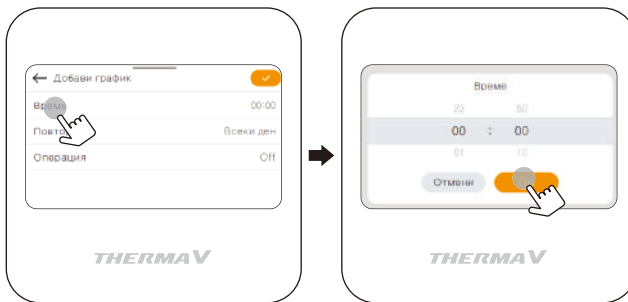 Добави график
Време 00:00
Всеки ден
Операция Off
THERMA V
Време
23 50
00 : 00
01 10
Отмени
THERMA V